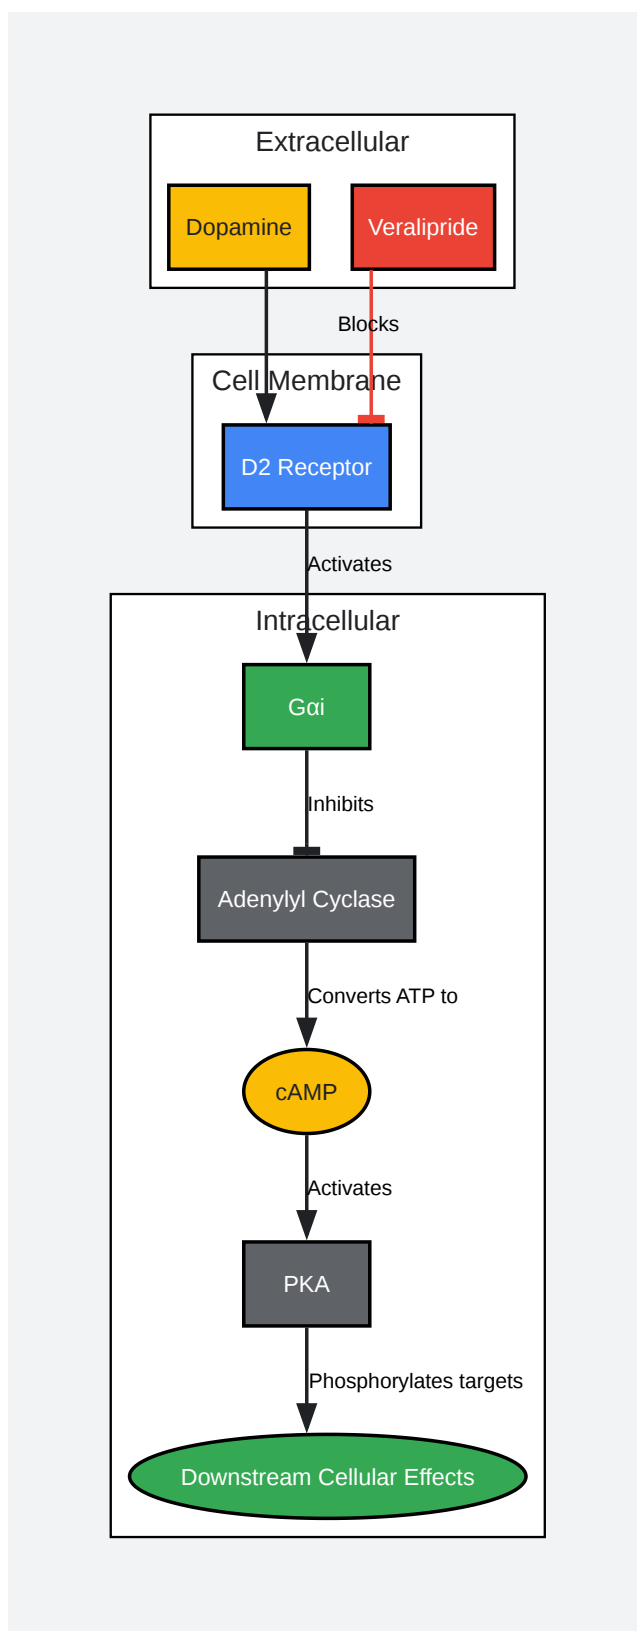 Extracellular
Dopamine
Veralipride
Blocks
Cell Membrane
D2 Receptor
Activates
Intracellular
Gαi
Inhibits
Adenylyl Cyclase
Converts ATP to
cAMP
Activates
PKA
Phosphorylates targets
Downstream Cellular Effects